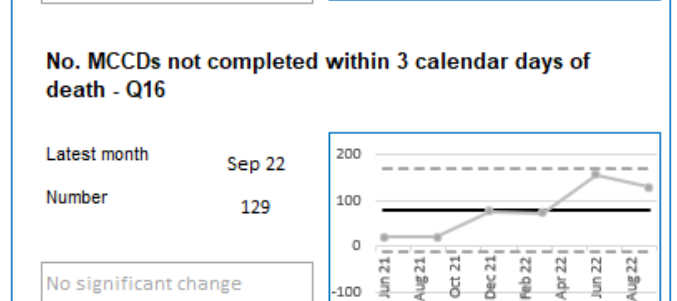 No. MCCDs not completed within 3 calendar days of
death - Q16
Latest month
Sep 22
Number
129
No significant change
200
100
0
-100
Jun 21
Aug 21
Oct 21
Dec 21
Feb 22
Apr 22
Jun 22
Aug 22